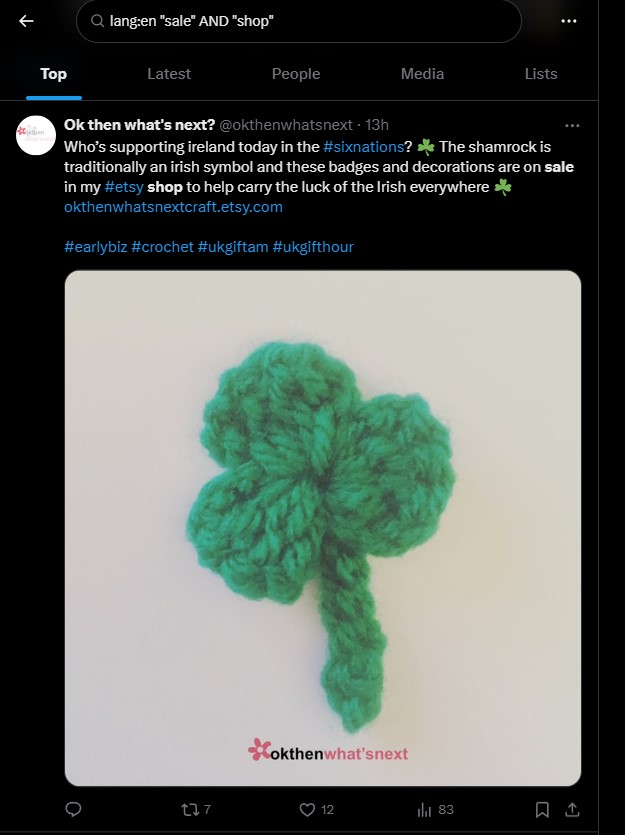 lang:en "sale" AND "shop"
Top Latest People Media Lists
Ok then what's next? @okthenwhatsnext · 13h
Who's supporting ireland today in the #sixnations? ☘️ The shamrock is
traditionally an irish symbol and these badges and decorations are on sale
in my #etsy shop to help carry the luck of the Irish everywhere ☘️
okthenwhatsnextcraft.etsy.com
#earlybiz #crochet #ukgiftam #ukgifthour
okthenwhat'snext
7 12 83